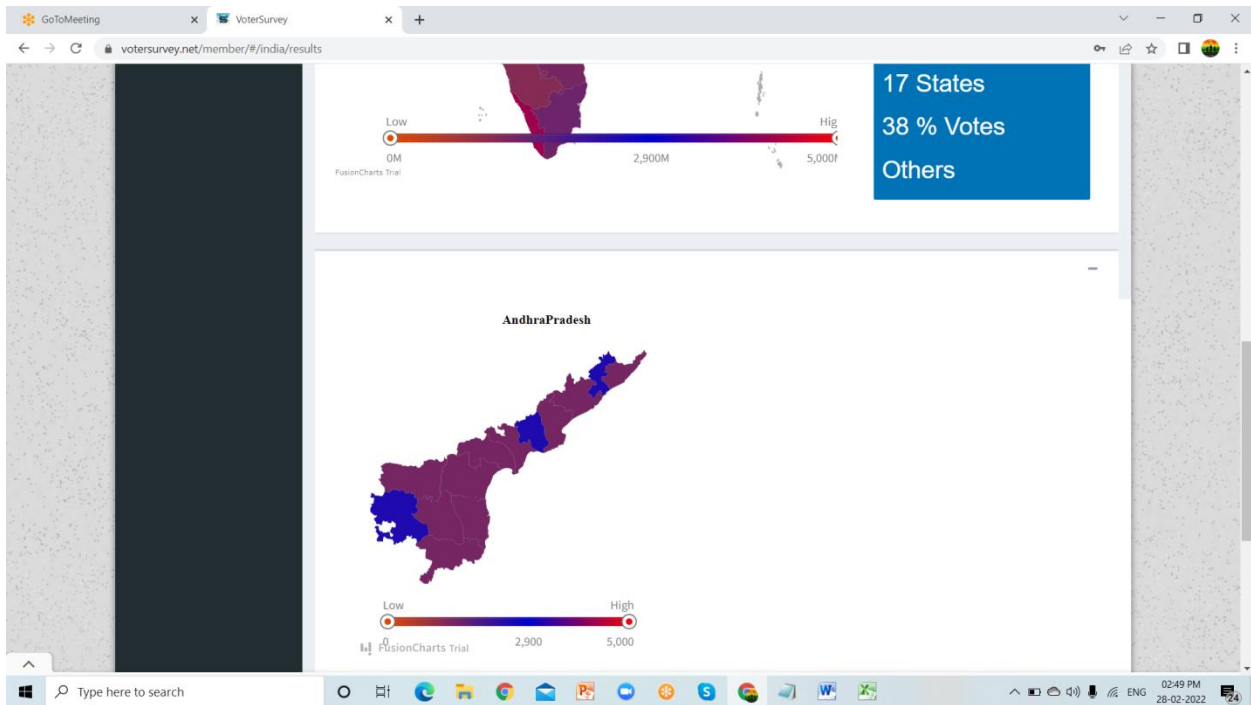 GoToMeeting
VoterSurvey
votersurvey.net/member/#/india/results
17 States
38 % Votes
Others
Low
Hig
0M
2,900M
5,000
FusionCharts Trial
AndhraPradesh
Low
High
0
2,900
5,000
FusionCharts Trial
Type here to search
ENG
02:49 PM
28-02-2022
24